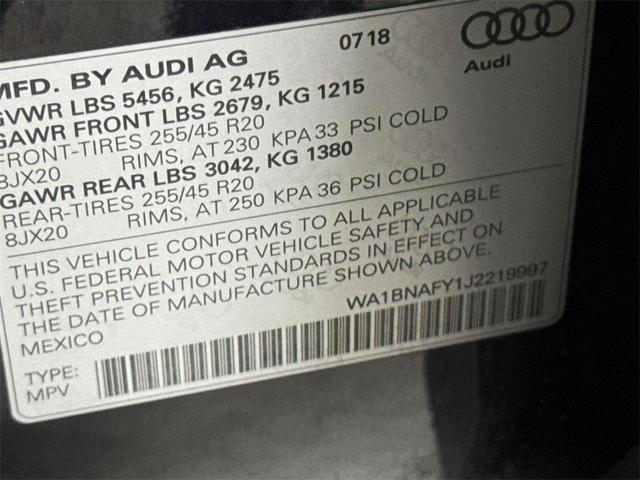 MFD. BY AUDI AG 0718
Audi
GVWR LBS 5456, KG 2475
GAWR FRONT LBS 2679, KG 1215
FRONT-TIRES 255/45 R20
8JX20 RIMS, AT 230 KPA 33 PSI COLD
GAWR REAR LBS 3042, KG 1380
REAR-TIRES 255/45 R20
8JX20 RIMS, AT 250 KPA 36 PSI COLD
THIS VEHICLE CONFORMS TO ALL APPLICABLE
U.S. FEDERAL MOTOR VEHICLE SAFETY AND
THEFT PREVENTION STANDARDS IN EFFECT ON
THE DATE OF MANUFACTURE SHOWN ABOVE.
MEXICO WA1BNAFY1J2219997
TYPE:
MPV